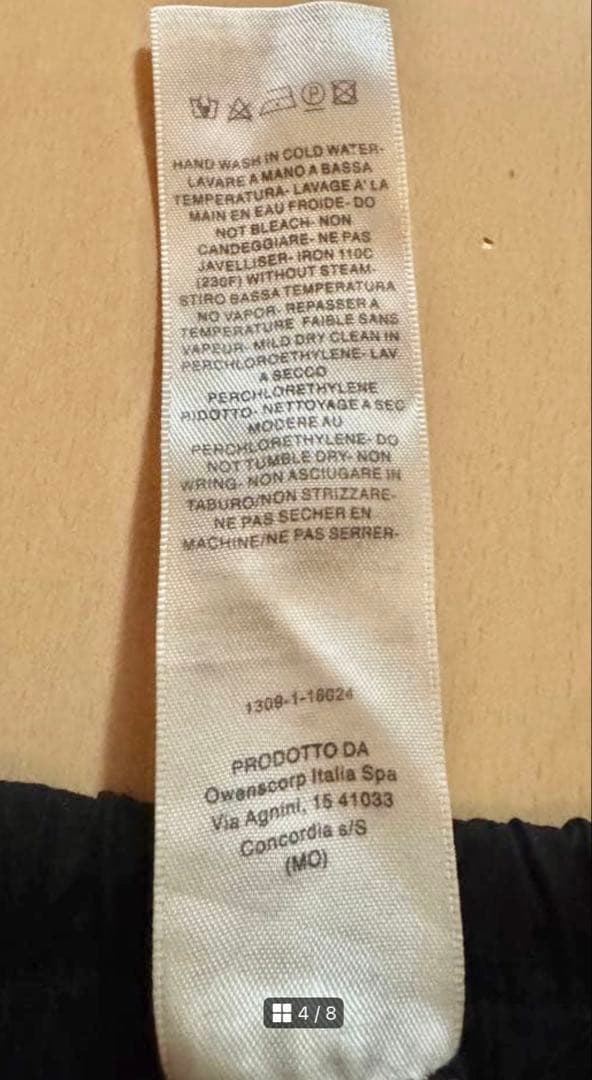 HAND WASH IN COLD WATER-
LAVARE A MANO A BASSA
TEMPERATURA- LAVAGE A' LA
MAIN EN EAU FROIDE- DO
NOT BLEACH- NON
CANDEGGIARE- NE PAS
JAVELLISER- IRON 110C
(230F) WITHOUT STEAM-
STIRO BASSA TEMPERATURA
NO VAPOR- REPASSER A
TEMPERATURE FAIBLE SANS
VAPEUR- MILD DRY CLEAN IN
PERCHLOROETHYLENE- LAV
A SECCO
PERCHLORETHYLENE
RIDOTTO- NETTOYAGE A SEC
MODERE AU
PERCHLORETHYLENE- DO
NOT TUMBLE DRY- NON
WRING- NON ASCIUGARE IN
TABURO/NON STRIZZARE-
NE PAS SECHER EN
MACHINE/NE PAS SERRER-
1309-1-16624
PRODOTTO DA
Owenscorp Italia Spa
Via Agnini, 15 41033
Concordia s/S
(MO)
4 / 8